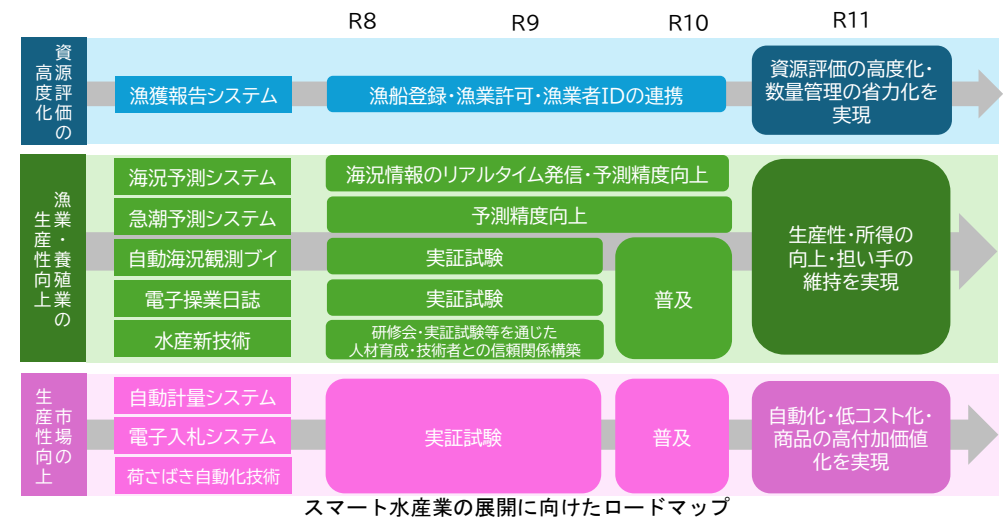 R8
R9
R10
R11
資源評価の
高度化
漁獲報告システム
漁船登録・漁業許可・漁業者IDの連携
資源評価の高度化・
数量管理の省力化を
実現
漁業・養殖業の
生産性向上
海況予測システム
海況情報のリアルタイム発信・予測精度向上
急潮予測システム
予測精度向上
自動海況観測ブイ
実証試験
電子操業日誌
実証試験
水産新技術
研修会・実証試験等を通じた
人材育成・技術者との信頼関係構築
普及
生産性・所得の
向上・担い手の
維持を実現
市場の
生産性向上
自動計量システム
電子入札システム
荷さばき自動化技術
実証試験
普及
自動化・低コスト化・
商品の高付加価値
化を実現
スマート水産業の展開に向けたロードマップ